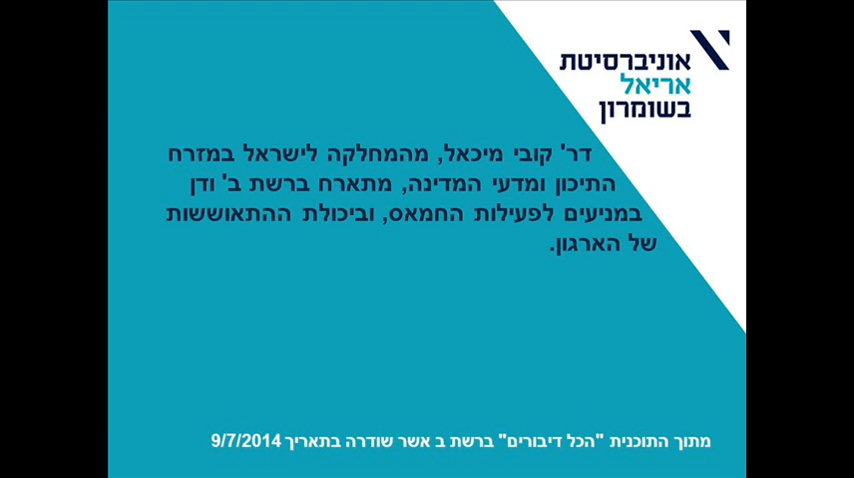 אוניברסיטת
אריאל
בשומרון
דר' קובי מיכאל, מהמחלקה לישראל במזרח
התיכון ומדעי המדינה, מתארח ברשת ב' ודן
במניעים לפעילות החמאס, וביכולת ההתאוששות
של הארגון.
מתוך התוכנית "הכל דיבורים" ברשת ב אשר שודרה בתאריך 9/7/2014